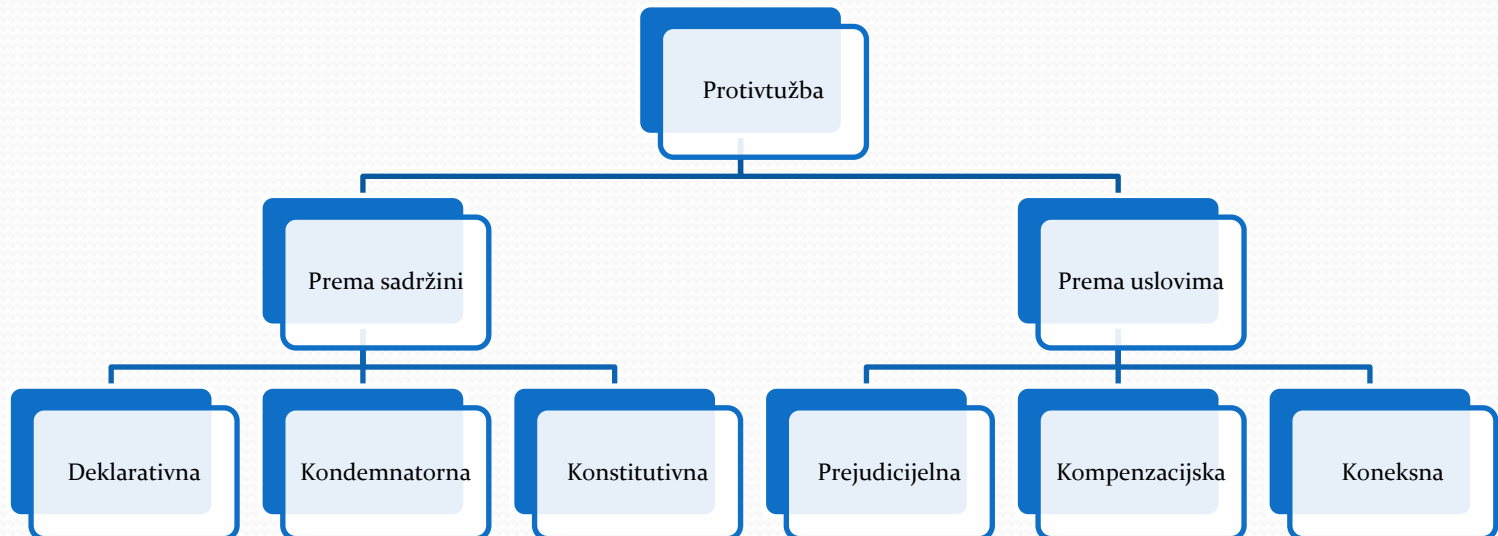 Protivtužba
Prema sadržini
Prema uslovima
Deklarativna
Kondemnatorna
Konstitutivna
Prejudicijelna
Kompenzacijska
Koneksna